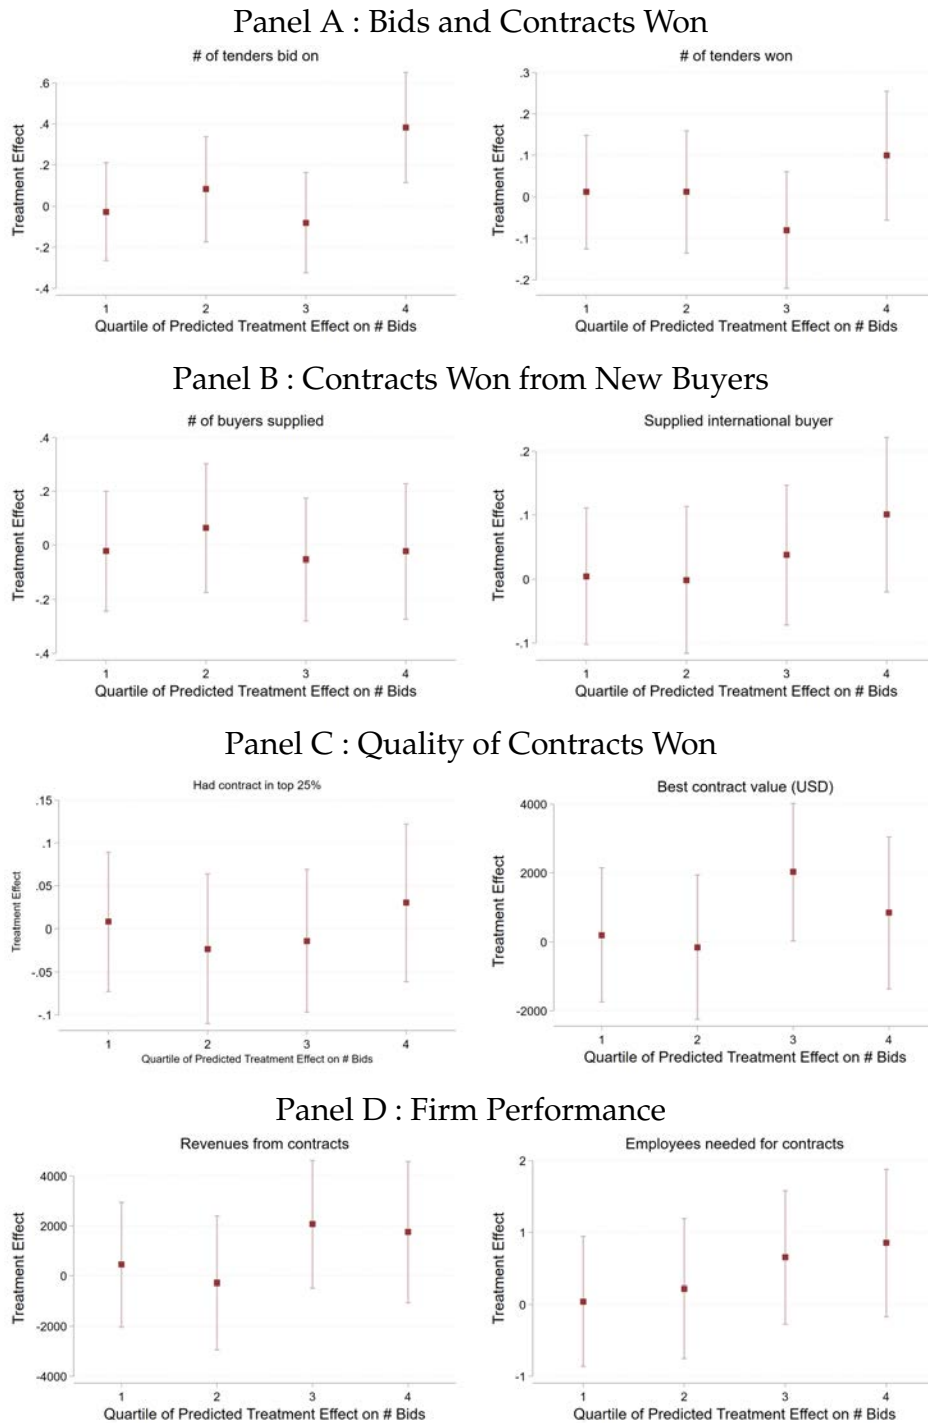 Panel A : Bids and Contracts Won
# of tenders bid on
Treatment Effect
.6
.4
.2
0
-.2
-.4
1 2 3 4
Quartile of Predicted Treatment Effect on # Bids
# of tenders won
Treatment Effect
.3
.2
.1
0
-.1
-.2
1 2 3 4
Quartile of Predicted Treatment Effect on # Bids
Panel B : Contracts Won from New Buyers
# of buyers supplied
Treatment Effect
.4
.2
0
-.2
-.4
1 2 3 4
Quartile of Predicted Treatment Effect on # Bids
Supplied international buyer
Treatment Effect
.2
.1
0
-.1
1 2 3 4
Quartile of Predicted Treatment Effect on # Bids
Panel C : Quality of Contracts Won
Had contract in top 25%
Treatment Effect
.15
.1
.05
0
-.05
-.1
1 2 3 4
Quartile of Predicted Treatment Effect on # Bids
Best contract value (USD)
Treatment Effect
4000
2000
0
-2000
1 2 3 4
Quartile of Predicted Treatment Effect on # Bids
Panel D : Firm Performance
Revenues from contracts
Treatment Effect
4000
2000
0
-2000
-4000
1 2 3 4
Quartile of Predicted Treatment Effect on # Bids
Employees needed for contracts
Treatment Effect
2
1
0
-1
1 2 3 4
Quartile of Predicted Treatment Effect on # Bids